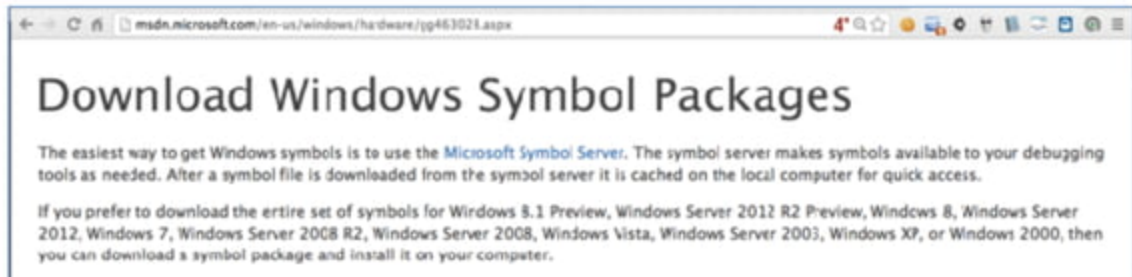 msdn.microsoft.com/en-us/windows/hardware/gg463028.aspx
4°
Download Windows Symbol Packages
The easiest way to get Windows symbols is to use the Microsoft Symbol Server. The symbol server makes symbols available to your debugging
tools as needed. After a symbol file is downloaded from the symbol server it is cached on the local computer for quick access.
If you prefer to download the entire set of symbols for Windows 8.1 Preview, Windows Server 2012 R2 Preview, Windows 8, Windows Server
2012, Windows 7, Windows Server 2008 R2, Windows Server 2008, Windows Vista, Windows Server 2003, Windows XP, or Windows 2000, then
you can download a symbol package and install it on your computer.